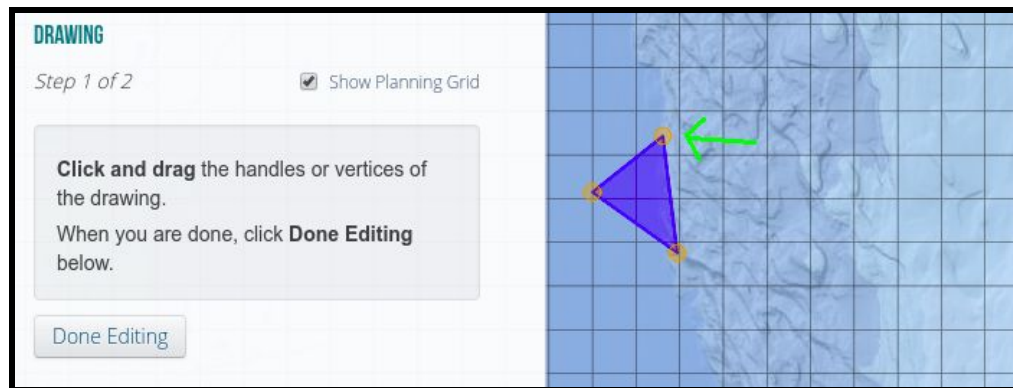 DRAWING
Step 1 of 2
Show Planning Grid
Click and drag the handles or vertices of
the drawing.
When you are done, click Done Editing
below.
Done Editing